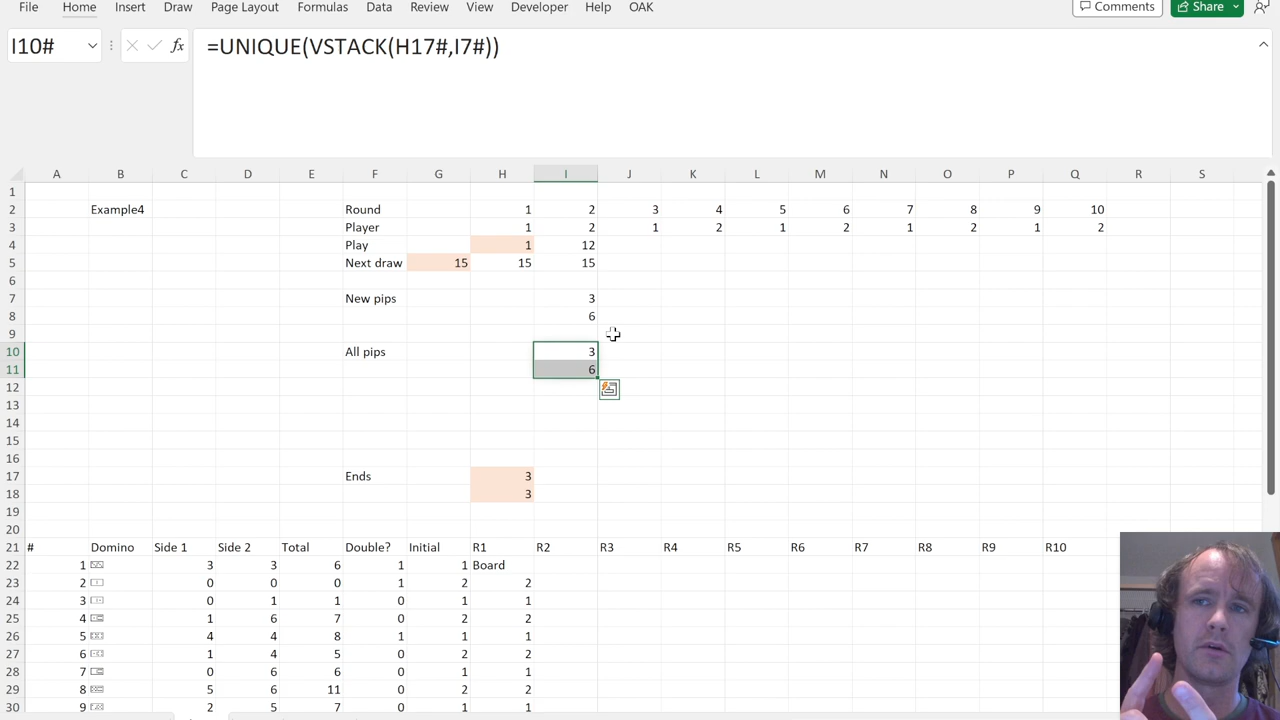 File Home Insert Draw Page Layout Formulas Data Review View Developer Help OAK Comments Share
I10# fx =UNIQUE(VSTACK(H17#,I7#))
A B C D E F G H I J K L M N O P Q R S
1
2 Example4 Round 1 2 3 4 5 6 7 8 9 10
3 Player 1 2 1 2 1 2 1 2 1 2
4 Play 1 12
5 Next draw 15 15 15
6
7 New pips 3
8 6
9
10 All pips 3
11 6
12
13
14
15
16
17 Ends 3
18 3
19
20
21 # Domino Side 1 Side 2 Total Double? Initial R1 R2 R3 R4 R5 R6 R7 R8 R9 R10
22 1 3 3 6 1 1 Board
23 2 0 0 0 1 2 2
24 3 0 1 1 0 1 1
25 4 1 6 7 0 2 2
26 5 4 4 8 1 1 1
27 6 1 4 5 0 2 2
28 7 0 6 6 0 1 1
29 8 5 6 11 0 2 2
30 9 2 5 7 0 1 1